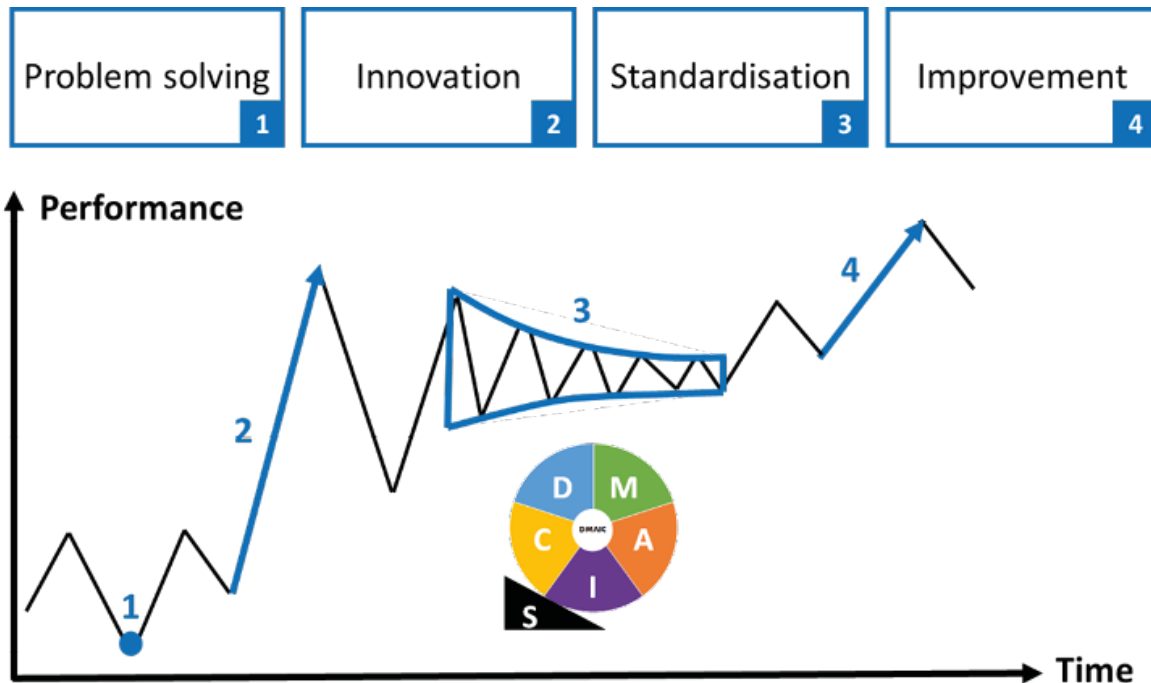 Problem solving
1
Innovation
2
Standardisation
3
Improvement
4
Performance
4
3
2
D
M
DMAIC
C
A
I
1
S
Time